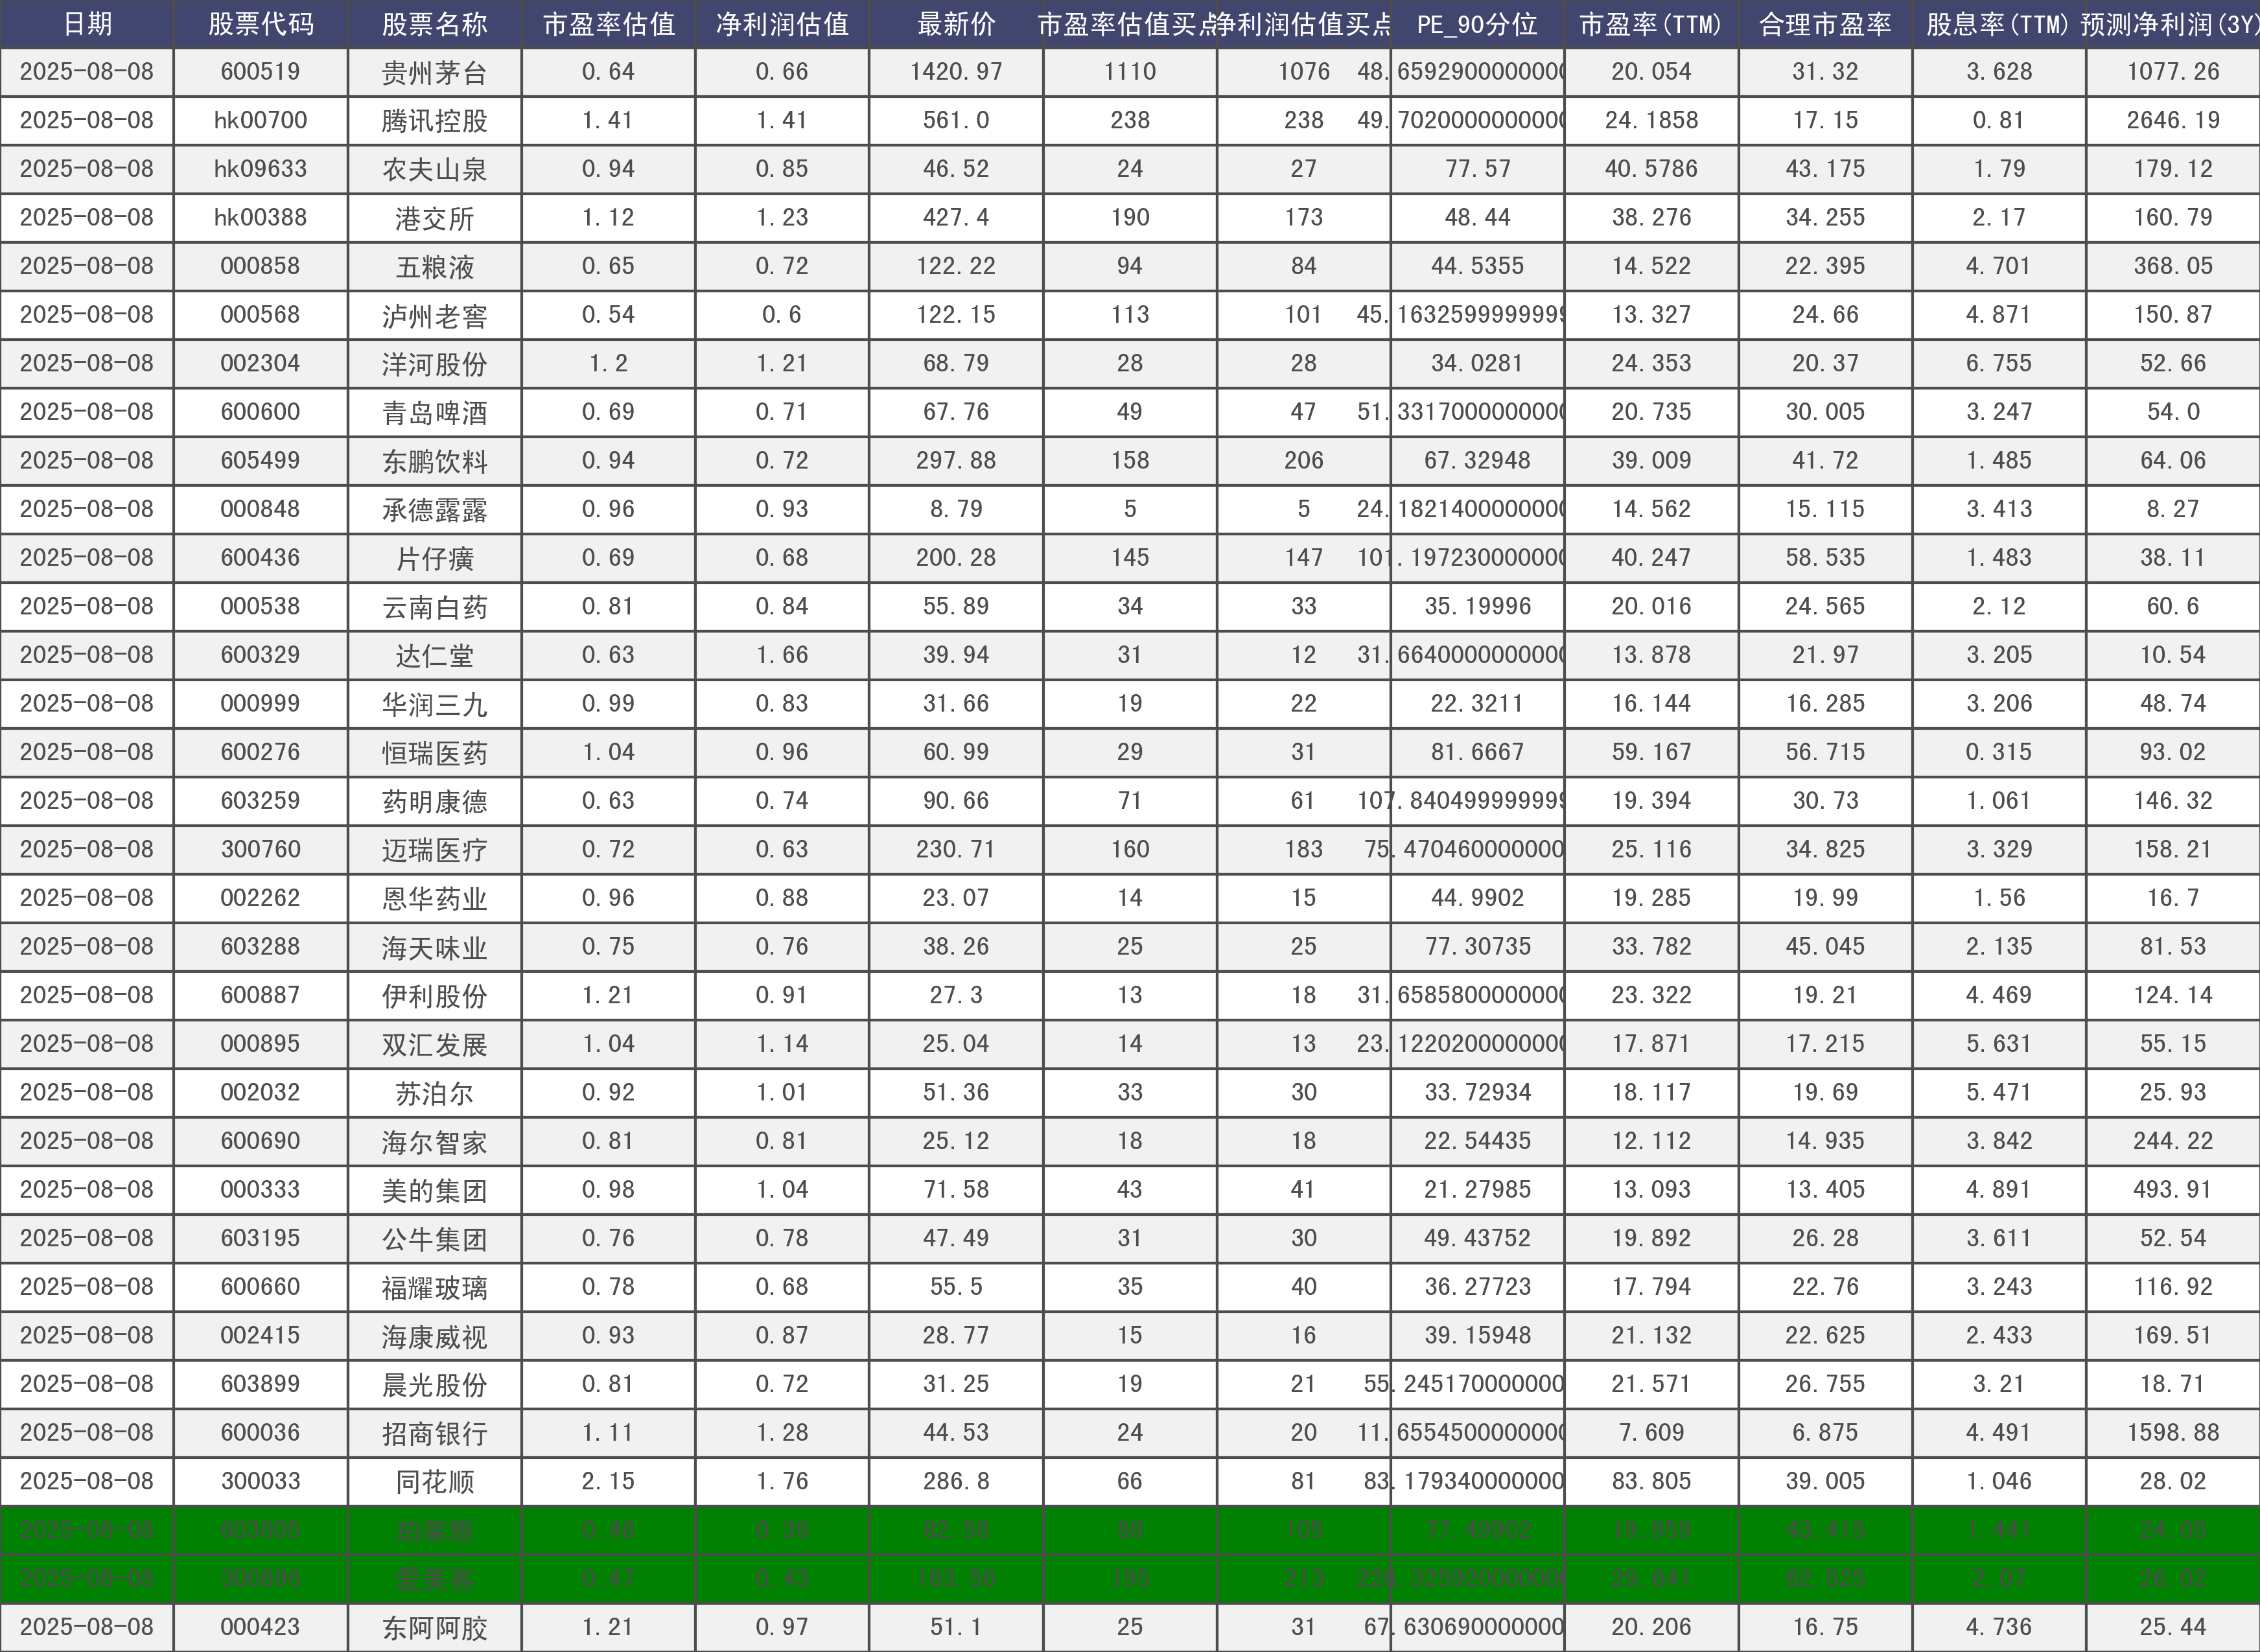 日期 股票代码 股票名称 市盈率估值 净利润估值 最新价 市盈率估值买点 净利润估值买点 PE_90分位 市盈率(TTM) 合理市盈率 股息率(TTM) 预测净利润(3Y)
2025-08-08 600519 贵州茅台 0.64 0.66 1420.97 1110 1076 48.6592900000000 20.054 31.32 3.628 1077.26
2025-08-08 hk00700 腾讯控股 1.41 1.41 561.0 238 238 49.7020000000000 24.1858 17.15 0.81 2646.19
2025-08-08 hk09633 农夫山泉 0.94 0.85 46.52 24 27 77.57 40.5786 43.175 1.79 179.12
2025-08-08 hk00388 港交所 1.12 1.23 427.4 190 173 48.44 38.276 34.255 2.17 160.79
2025-08-08 000858 五粮液 0.65 0.72 122.22 94 84 44.5355 14.522 22.395 4.701 368.05
2025-08-08 000568 泸州老窖 0.54 0.6 122.15 113 101 45.1632599999999 13.327 24.66 4.871 150.87
2025-08-08 002304 洋河股份 1.2 1.21 68.79 28 28 34.0281 24.353 20.37 6.755 52.66
2025-08-08 600600 青岛啤酒 0.69 0.71 67.76 49 47 51.3317000000000 20.735 30.005 3.247 54.0
2025-08-08 605499 东鹏饮料 0.94 0.72 297.88 158 206 67.32948 39.009 41.72 1.485 64.06
2025-08-08 000848 承德露露 0.96 0.93 8.79 5 5 24.1821400000000 14.562 15.115 3.413 8.27
2025-08-08 600436 片仔癀 0.69 0.68 200.28 145 147 101.197230000000 40.247 58.535 1.483 38.11
2025-08-08 000538 云南白药 0.81 0.84 55.89 34 33 35.19996 20.016 24.565 2.12 60.6
2025-08-08 600329 达仁堂 0.63 1.66 39.94 31 12 31.6640000000000 13.878 21.97 3.205 10.54
2025-08-08 000999 华润三九 0.99 0.83 31.66 19 22 22.3211 16.144 16.285 3.206 48.74
2025-08-08 600276 恒瑞医药 1.04 0.96 60.99 29 31 81.6667 59.167 56.715 0.315 93.02
2025-08-08 603259 药明康德 0.63 0.74 90.66 71 61 107.840499999999 19.394 30.73 1.061 146.32
2025-08-08 300760 迈瑞医疗 0.72 0.63 230.71 160 183 75.470460000000 25.116 34.825 3.329 158.21
2025-08-08 002262 恩华药业 0.96 0.88 23.07 14 15 44.9902 19.285 19.99 1.56 16.7
2025-08-08 603288 海天味业 0.75 0.76 38.26 25 25 77.30735 33.782 45.045 2.135 81.53
2025-08-08 600887 伊利股份 1.21 0.91 27.3 13 18 31.6585800000000 23.322 19.21 4.469 124.14
2025-08-08 000895 双汇发展 1.04 1.14 25.04 14 13 23.1220200000000 17.871 17.215 5.631 55.15
2025-08-08 002032 苏泊尔 0.92 1.01 51.36 33 30 33.72934 18.117 19.69 5.471 25.93
2025-08-08 600690 海尔智家 0.81 0.81 25.12 18 18 22.54435 12.112 14.935 3.842 244.22
2025-08-08 000333 美的集团 0.98 1.04 71.58 43 41 21.27985 13.093 13.405 4.891 493.91
2025-08-08 603195 公牛集团 0.76 0.78 47.49 31 30 49.43752 19.892 26.28 3.611 52.54
2025-08-08 600660 福耀玻璃 0.78 0.68 55.5 35 40 36.27723 17.794 22.76 3.243 116.92
2025-08-08 002415 海康威视 0.93 0.87 28.77 15 16 39.15948 21.132 22.625 2.433 169.51
2025-08-08 603899 晨光股份 0.81 0.72 31.25 19 21 55.245170000000 21.571 26.755 3.21 18.71
2025-08-08 600036 招商银行 1.11 1.28 44.53 24 20 11.6554500000000 7.609 6.875 4.491 1598.88
2025-08-08 300033 同花顺 2.15 1.76 286.8 66 81 83.179340000000 83.805 39.005 1.046 28.02
2025-08-08 603605 珀莱雅 0.46 0.39 82.58 89 105 77.49902 19.959 43.415 1.441 24.05
2025-08-08 300896 爱美客 0.47 0.43 183.56 195 213 228.325920000000 29.641 62.525 2.07 26.02
2025-08-08 000423 东阿阿胶 1.21 0.97 51.1 25 31 67.630690000000 20.206 16.75 4.736 25.44